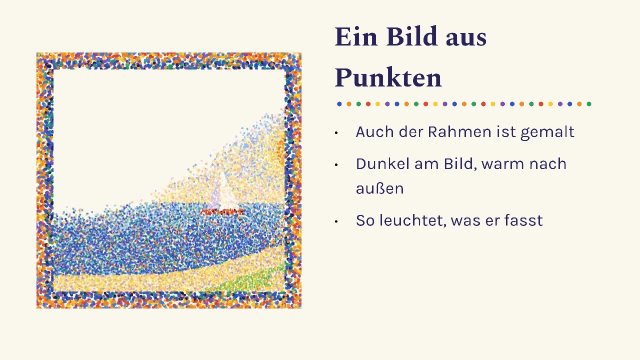 Ein Bild aus
Punkten
• Auch der Rahmen ist gemalt
• Dunkel am Bild, warm nach
außen
• So leuchtet, was er fasst